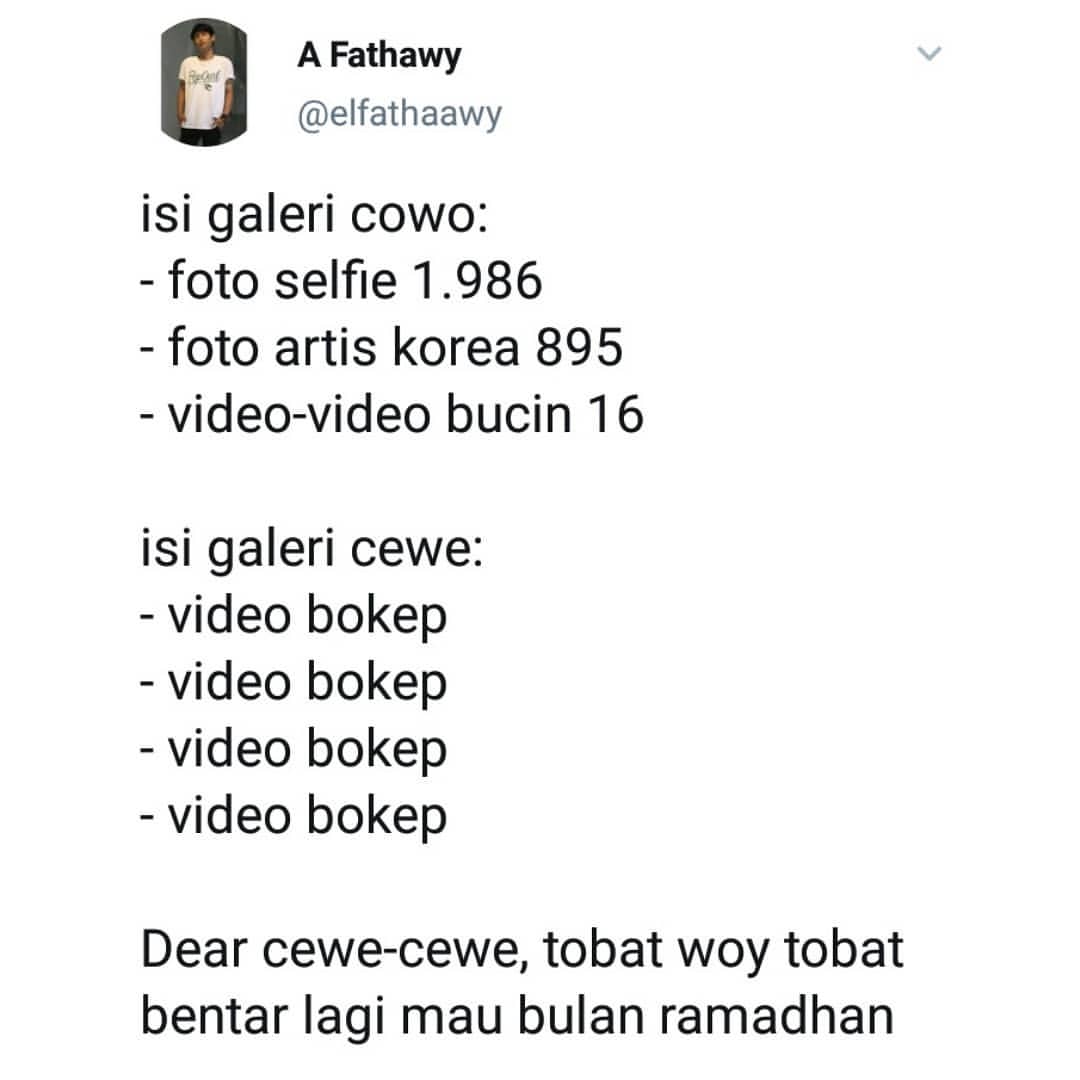 A Fathawy
@elfathaawy
isi galeri cowo:
- foto selfie 1.986
- foto artis korea 895
- video-video bucin 16
isi galeri cewe:
- video bokep
- video bokep
- video bokep
- video bokep
Dear cewe-cewe, tobat woy tobat
bentar lagi mau bulan ramadhan